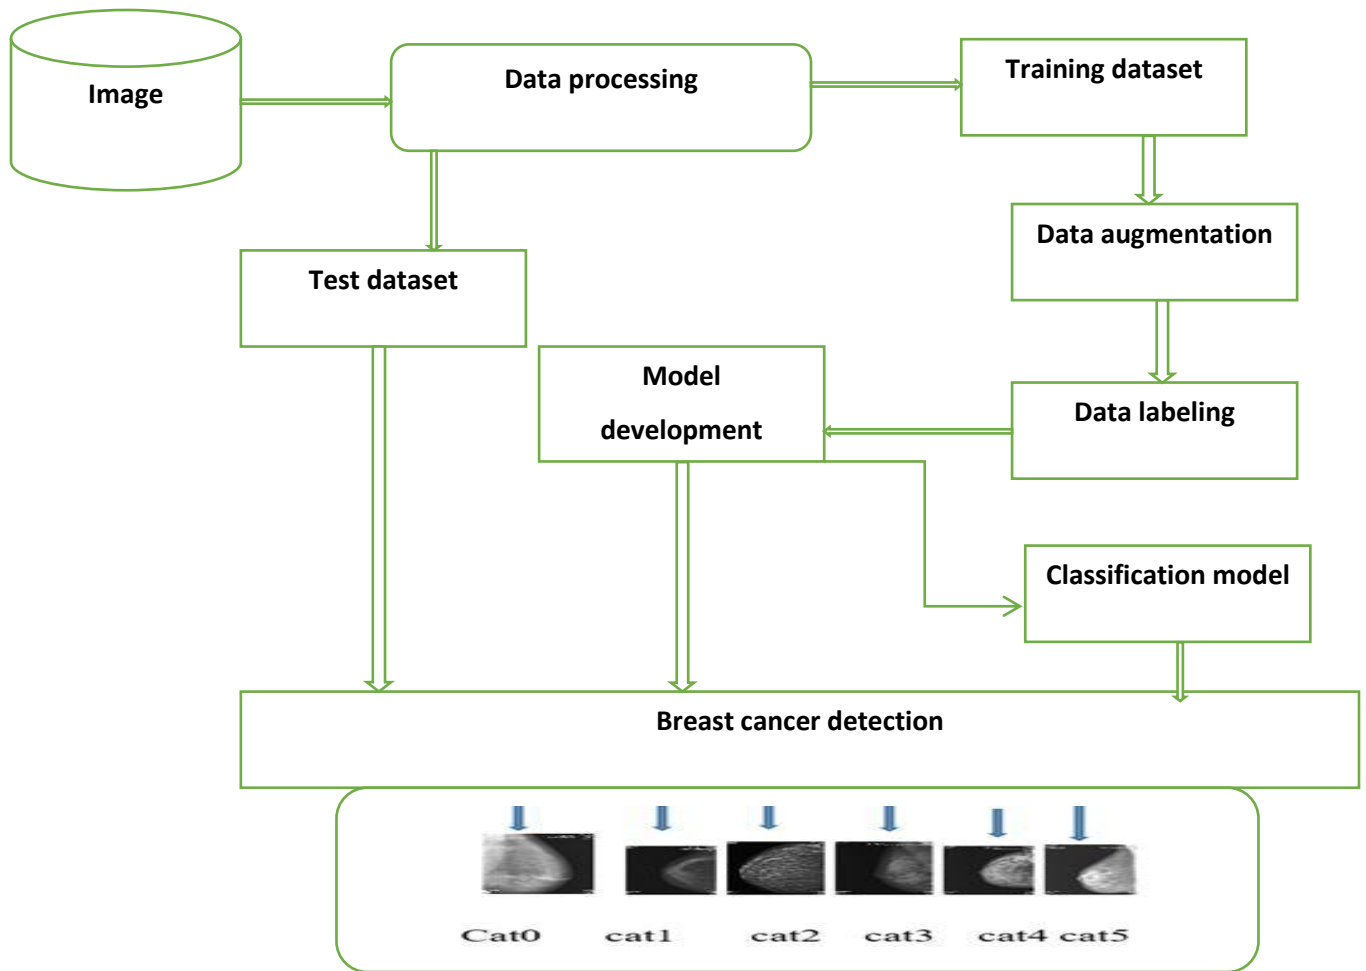 Image
Data processing
Training dataset
Data augmentation
Test dataset
Model
development
Data labeling
Classification model
Breast cancer detection
Cat0 cat1 cat2 cat3 cat4 cat5